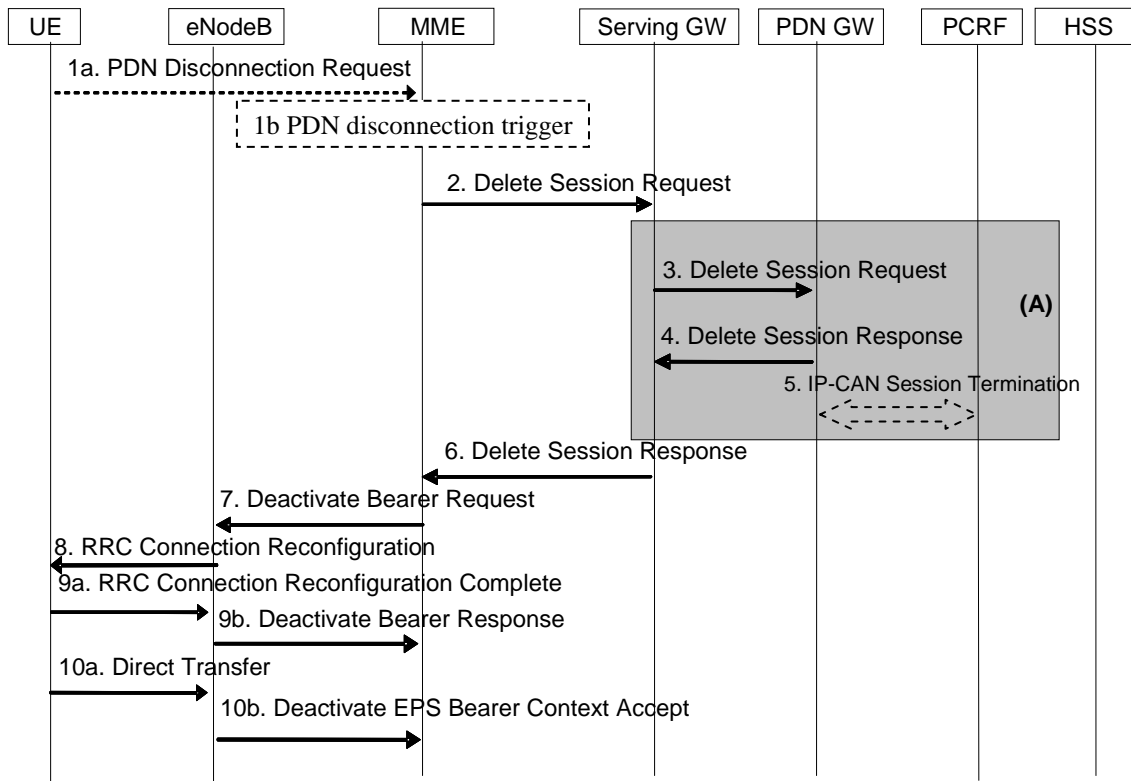 UE eNodeB MME Serving GW PDN GW PCRF HSS
1a. PDN Disconnection Request
1b PDN disconnection trigger
2. Delete Session Request
3. Delete Session Request
(A)
4. Delete Session Response
5. IP-CAN Session Termination
6. Delete Session Response
7. Deactivate Bearer Request
8. RRC Connection Reconfiguration
9a. RRC Connection Reconfiguration Complete
9b. Deactivate Bearer Response
10a. Direct Transfer
10b. Deactivate EPS Bearer Context Accept